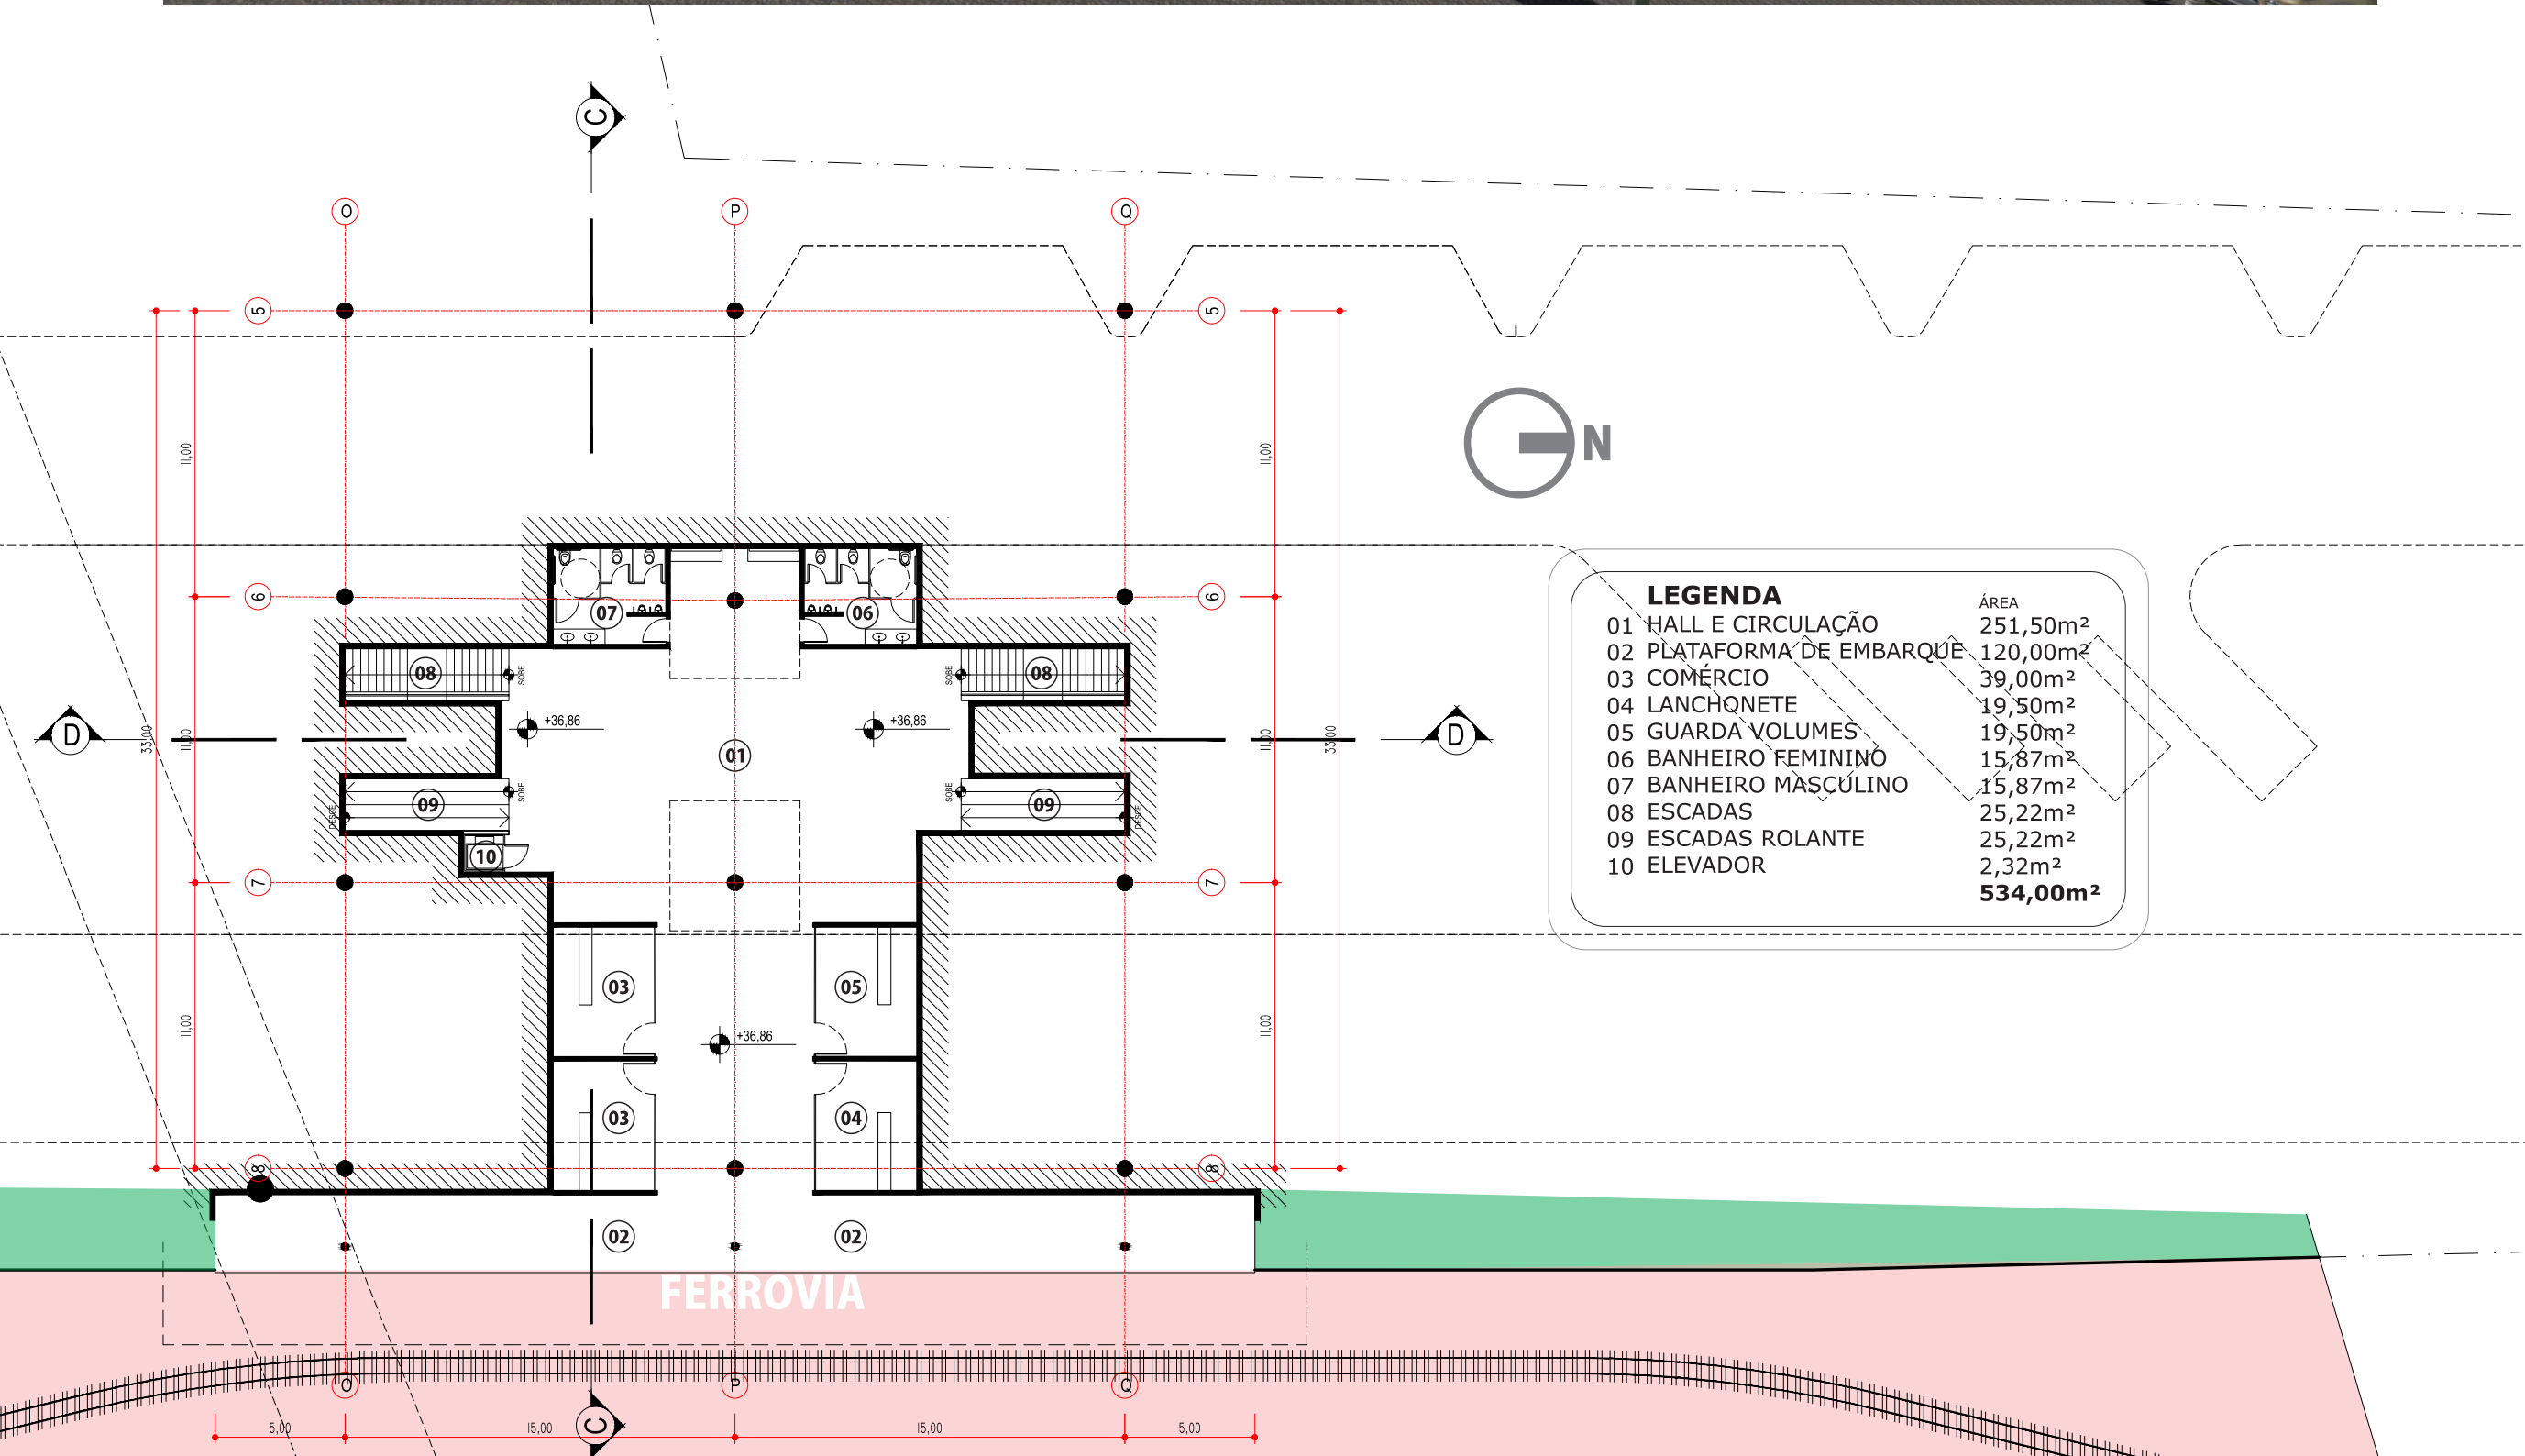 C
O P Q
5 5
11,00 11,00
N
6 6
07 06
LEGENDA ÁREA
01 HALL E CIRCULAÇÃO 251,50m²
02 PLATAFORMA DE EMBARQUE 120,00m²
03 COMÉRCIO 39,00m²
04 LANCHONETE 19,50m²
05 GUARDA VOLUMES 19,50m²
06 BANHEIRO FEMININO 15,87m²
07 BANHEIRO MASCULINO 15,87m²
08 ESCADAS 25,22m²
09 ESCADAS ROLANTE 25,22m²
10 ELEVADOR 2,32m²
534,00m²
08 SOBE SOBE 08
+36,86 +36,86
D 33,00 11,00 11,00 33,00 D
01
09 SOBE SOBE 09
DESCE DESCE
10
7 7
03 05
11,00 11,00
+36,86
03 04
8 8
02 02
FERROVIA
O P Q
C
5,00 15,00 15,00 5,00